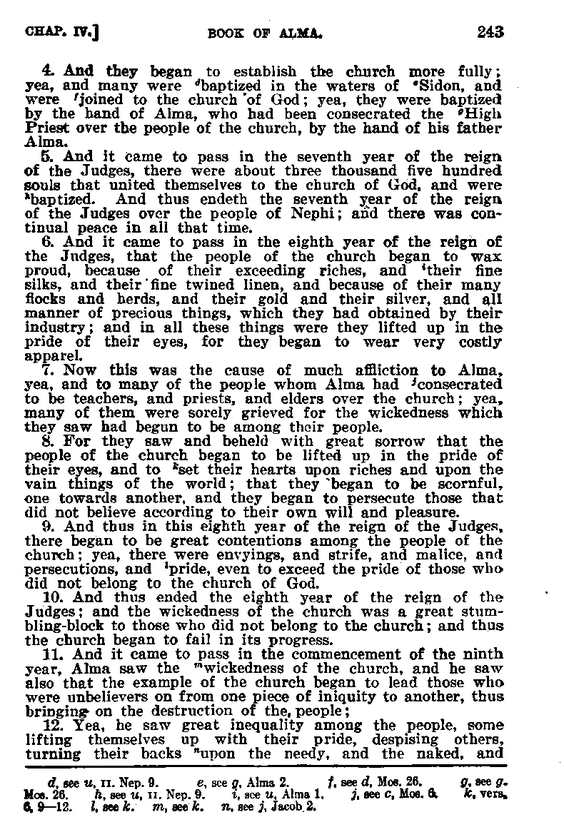 CHAP. IV.] BOOK OF ALMA. 243
4. And they began to establish the church more fully;
yea, and many were ᵈbaptized in the waters of ᵉSidon, and
were ᶠjoined to the church of God; yea, they were baptized
by the hand of Alma, who had been consecrated the ᵍHigh
Priest over the people of the church, by the hand of his father
Alma.
5. And it came to pass in the seventh year of the reign
of the Judges, there were about three thousand five hundred
souls that united themselves to the church of God, and were
ʰbaptized. And thus endeth the seventh year of the reign
of the Judges over the people of Nephi; and there was con-
tinual peace in all that time.
6. And it came to pass in the eighth year of the reign of
the Judges, that the people of the church began to wax
proud, because of their exceeding riches, and ⁱtheir fine
silks, and their fine twined linen, and because of their many
flocks and herds, and their gold and their silver, and all
manner of precious things, which they had obtained by their
industry; and in all these things were they lifted up in the
pride of their eyes, for they began to wear very costly
apparel.
7. Now this was the cause of much affliction to Alma,
yea, and to many of the people whom Alma had ʲconsecrated
to be teachers, and priests, and elders over the church; yea,
many of them were sorely grieved for the wickedness which
they saw had begun to be among their people.
8. For they saw and beheld with great sorrow that the
people of the church began to be lifted up in the pride of
their eyes, and to ᵏset their hearts upon riches and upon the
vain things of the world; that they began to be scornful,
one towards another, and they began to persecute those that
did not believe according to their own will and pleasure.
9. And thus in this eighth year of the reign of the Judges,
there began to be great contentions among the people of the
church; yea, there were envyings, and strife, and malice, and
persecutions, and ˡpride, even to exceed the pride of those who
did not belong to the church of God.
10. And thus ended the eighth year of the reign of the
Judges; and the wickedness of the church was a great stum-
bling-block to those who did not belong to the church; and thus
the church began to fail in its progress.
11. And it came to pass in the commencement of the ninth
year, Alma saw the ᵐwickedness of the church, and he saw
also that the example of the church began to lead those who
were unbelievers on from one piece of iniquity to another, thus
bringing on the destruction of the people;
12. Yea, he saw great inequality among the people, some
lifting themselves up with their pride, despising others,
turning their backs ⁿupon the needy, and the naked, and
d, see u, II. Nep. 9. e, see g, Alma 2. f, see d, Mos. 26. g, see g.
Mos. 26. h, see u, II. Nep. 9. i, see u, Alma 1. j, see c, Mos. 6. k, vers.
6, 9—12. l, see k. m, see k. n, see j, Jacob 2.